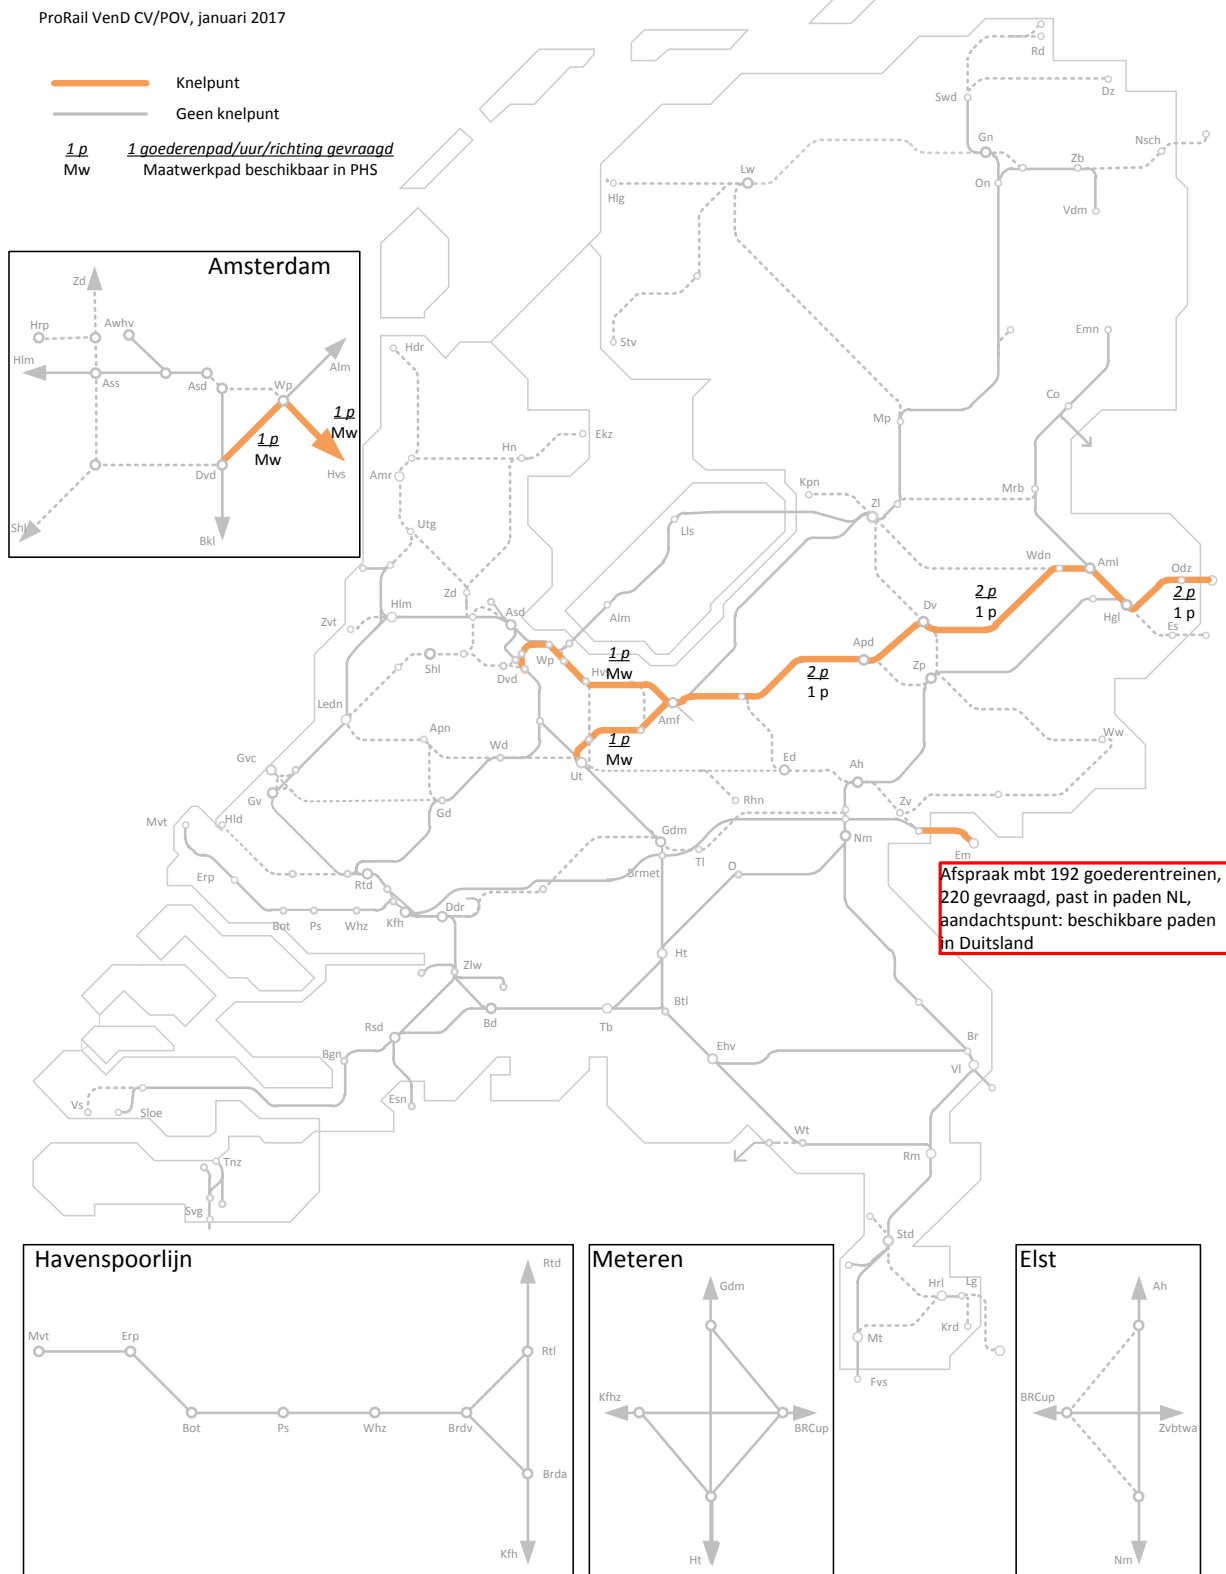 ProRail VenD CV/POV, januari 2017
Knelpunt
Geen knelpunt
1 p 1 goederenpad/uur/richting gevraagd
Mw Maatwerkpad beschikbaar in PHS
Rd
Swd
Dz
Gn
Nsch
Zb
On
Vdm
Hlg
Lw
Stv
Amsterdam
Zd
Hrp
Awhv
Hlm
Ass
Asd
Wp
Alm
1 p
Mw
1 p
Mw
Dvd
Hvs
Shl
Bkl
Hdr
Emn
Co
Mp
Ekz
Hn
Amr
Kpn
Mrb
Zl
Utg
Lls
Wdn
Aml
Odz
Zd
Hlm
Asd
Alm
2 p
1 p
2 p
1 p
Dv
Hgl
Zvt
Es
Wp
Apd
Shl
Dvd
Hvs
1 p
Mw
Zp
2 p
1 p
Ledn
Amf
Apn
Wd
1 p
Mw
Ww
Gvc
Ut
Ed
Ah
Gv
Gd
Rhn
Zv
Mvt
Hld
Gdm
Nm
Em
Tl
Erp
Rtd
Brmet
O
Afspraak mbt 192 goederentreinen,
220 gevraagd, past in paden NL,
aandachtspunt: beschikbare paden
in Duitsland
Bot
Ps
Whz
Kfh
Ddr
Ht
Zlw
Bd
Tb
Btl
Rsd
Br
Bgn
Ehv
Vl
Vs
Sloe
Esn
Wt
Rm
Tnz
Svg
Std
Hrl
Lg
Krd
Mt
Fvs
Havenspoorlijn
Rtd
Mvt
Erp
Rtl
Bot
Ps
Whz
Brdv
Brda
Kfh
Meteren
Gdm
Kfhz
BRCup
Ht
Elst
Ah
BRCup
Zvbtwa
Nm